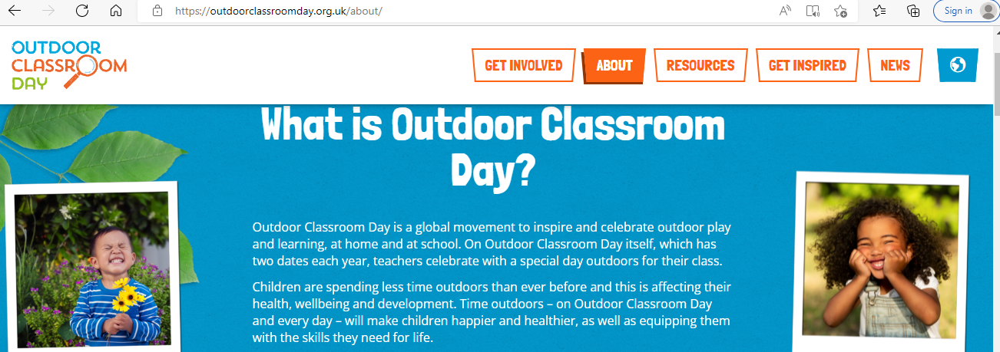 https://outdoorclassroomday.org.uk/about/
Sign in
OUTDOOR
CLASSROOM
DAY
GET INVOLVED
ABOUT
RESOURCES
GET INSPIRED
NEWS
What is Outdoor Classroom
Day?
Outdoor Classroom Day is a global movement to inspire and celebrate outdoor play
and learning, at home and at school. On Outdoor Classroom Day itself, which has
two dates each year, teachers celebrate with a special day outdoors for their class.
Children are spending less time outdoors than ever before and this is affecting their
health, wellbeing and development. Time outdoors – on Outdoor Classroom Day
and every day – will make children happier and healthier, as well as equipping them
with the skills they need for life.